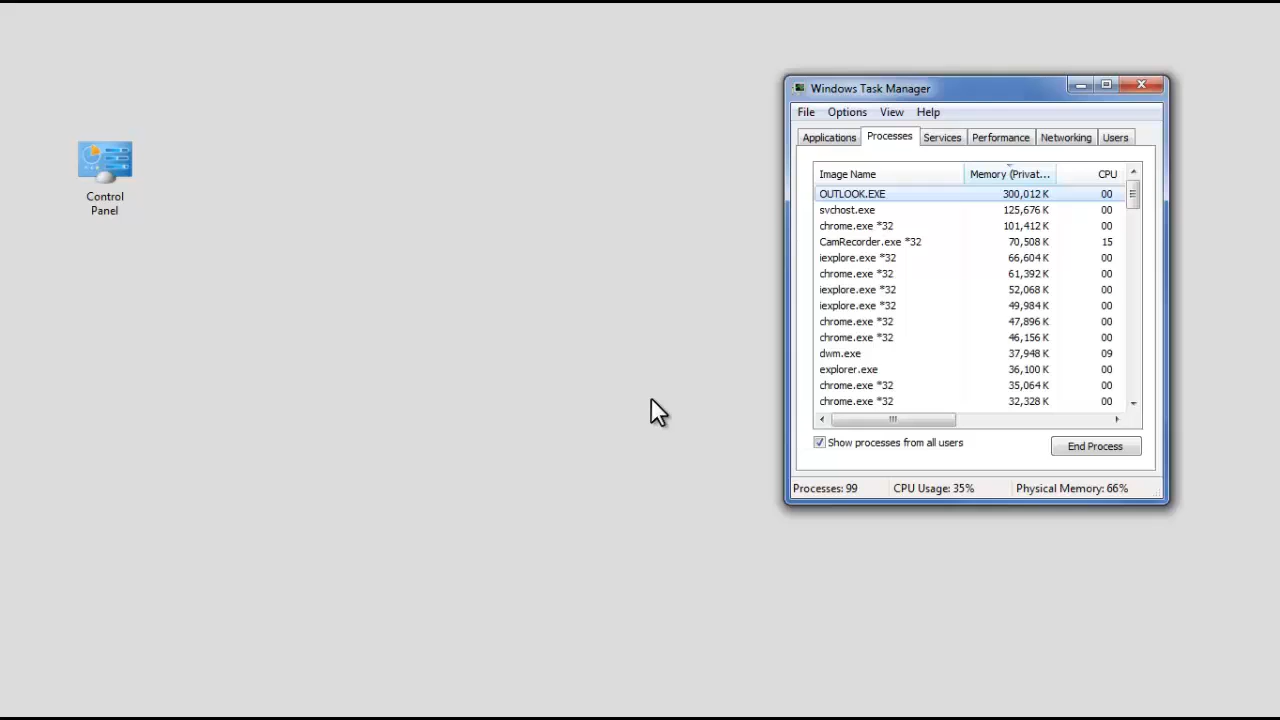 Control
Panel
Windows Task Manager
File Options View Help
Applications Processes Services Performance Networking Users
Image Name Memory (Privat... CPU
OUTLOOK.EXE 300,012 K 00
svchost.exe 125,676 K 00
chrome.exe *32 101,412 K 00
CamRecorder.exe *32 70,508 K 15
iexplore.exe *32 66,604 K 00
chrome.exe *32 61,392 K 00
iexplore.exe *32 52,068 K 00
iexplore.exe *32 49,984 K 00
chrome.exe *32 47,896 K 00
chrome.exe *32 46,156 K 00
dwm.exe 37,948 K 09
explorer.exe 36,100 K 00
chrome.exe *32 35,064 K 00
chrome.exe *32 32,328 K 00
Show processes from all users End Process
Processes: 99 CPU Usage: 35% Physical Memory: 66%